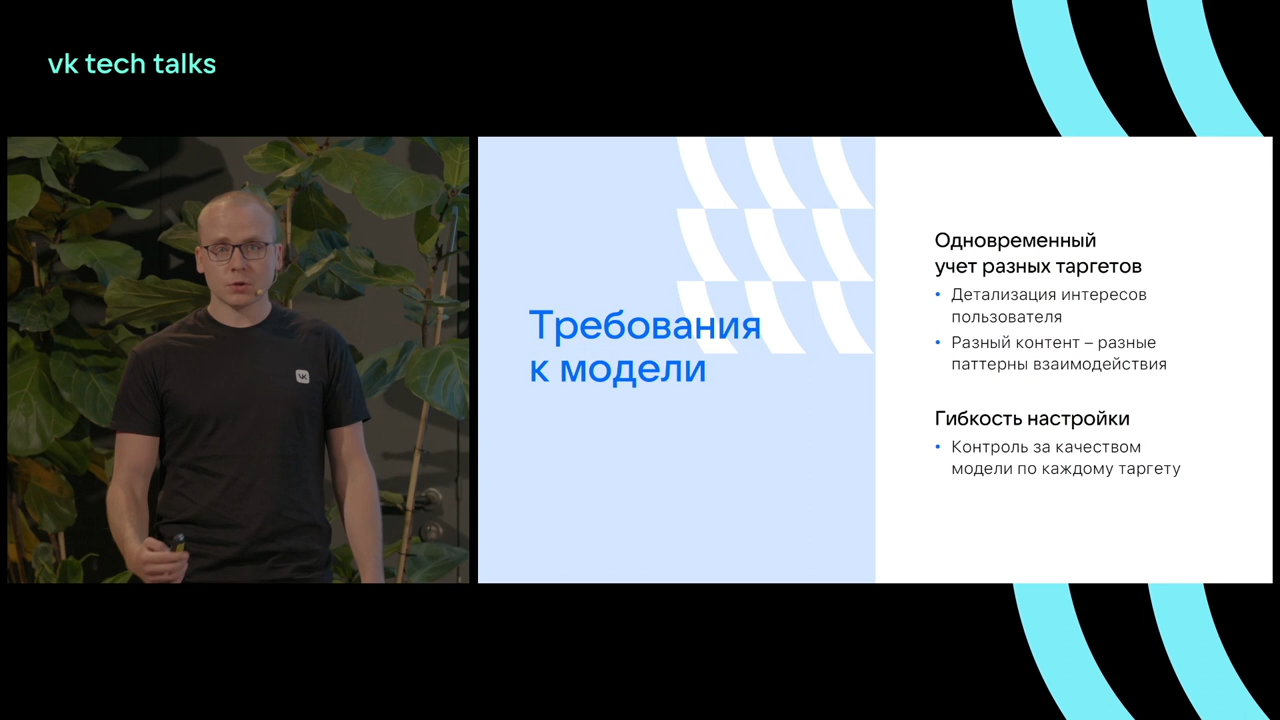 vk tech talks
Требования
к модели
Одновременный
учет разных таргетов
• Детализация интересов
пользователя
• Разный контент – разные
паттерны взаимодействия
Гибкость настройки
• Контроль за качеством
модели по каждому таргету